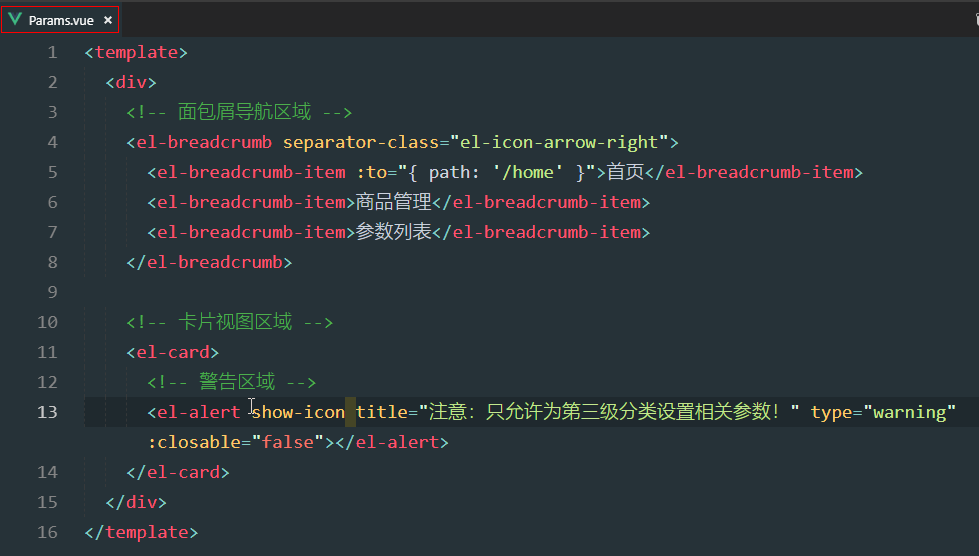 Params.vue ×
1 <template>
2 <div>
3 <!-- 面包屑导航区域 -->
4 <el-breadcrumb separator-class="el-icon-arrow-right">
5 <el-breadcrumb-item :to="{ path: '/home' }">首页</el-breadcrumb-item>
6 <el-breadcrumb-item>商品管理</el-breadcrumb-item>
7 <el-breadcrumb-item>参数列表</el-breadcrumb-item>
8 </el-breadcrumb>
9
10 <!-- 卡片视图区域 -->
11 <el-card>
12 <!-- 警告区域 -->
13 <el-alert show-icon title="注意：只允许为第三级分类设置相关参数！" type="warning"
:closable="false"></el-alert>
14 </el-card>
15 </div>
16 </template>